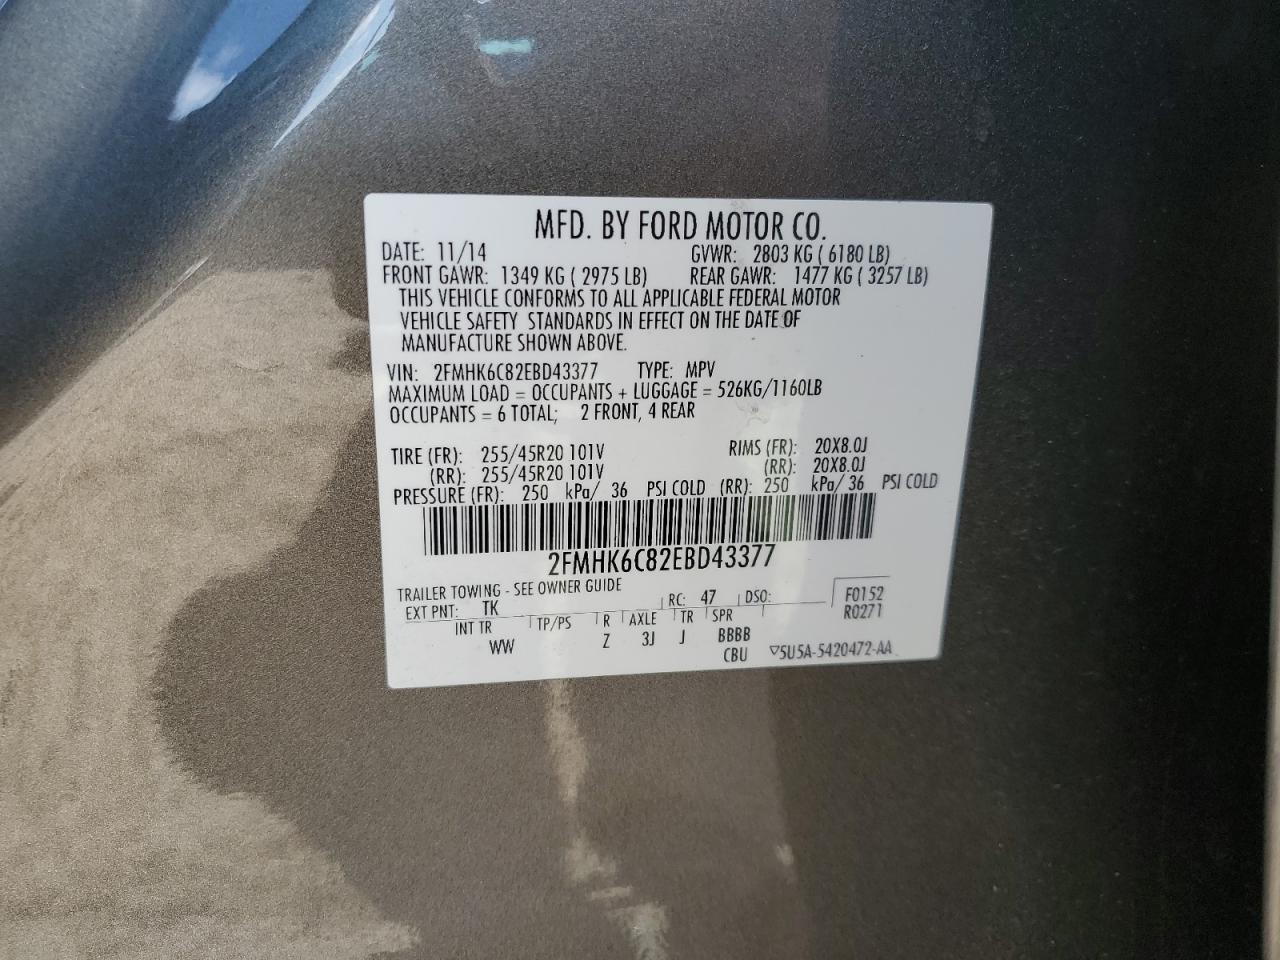 MFD. BY FORD MOTOR CO.
DATE: 11/14 GVWR: 2803 KG ( 6180 LB)
FRONT GAWR: 1349 KG ( 2975 LB) REAR GAWR: 1477 KG ( 3257 LB)
THIS VEHICLE CONFORMS TO ALL APPLICABLE FEDERAL MOTOR
VEHICLE SAFETY STANDARDS IN EFFECT ON THE DATE OF
MANUFACTURE SHOWN ABOVE.
VIN: 2FMHK6C82EBD43377 TYPE: MPV
MAXIMUM LOAD = OCCUPANTS + LUGGAGE = 526KG/1160LB
OCCUPANTS = 6 TOTAL; 2 FRONT, 4 REAR
TIRE (FR): 255/45R20 101V RIMS (FR): 20X8.0J
(RR): 255/45R20 101V (RR): 20X8.0J
PRESSURE (FR): 250 kPa/ 36 PSI COLD (RR): 250 kPa/ 36 PSI COLD
2FMHK6C82EBD43377
TRAILER TOWING - SEE OWNER GUIDE
EXT PNT: TK RC: 47 DSO: F0152
R0271
INT TR TP/PS R AXLE TR SPR
WW Z 3J J BBBB
CBU ▽5U5A-5420472-AA